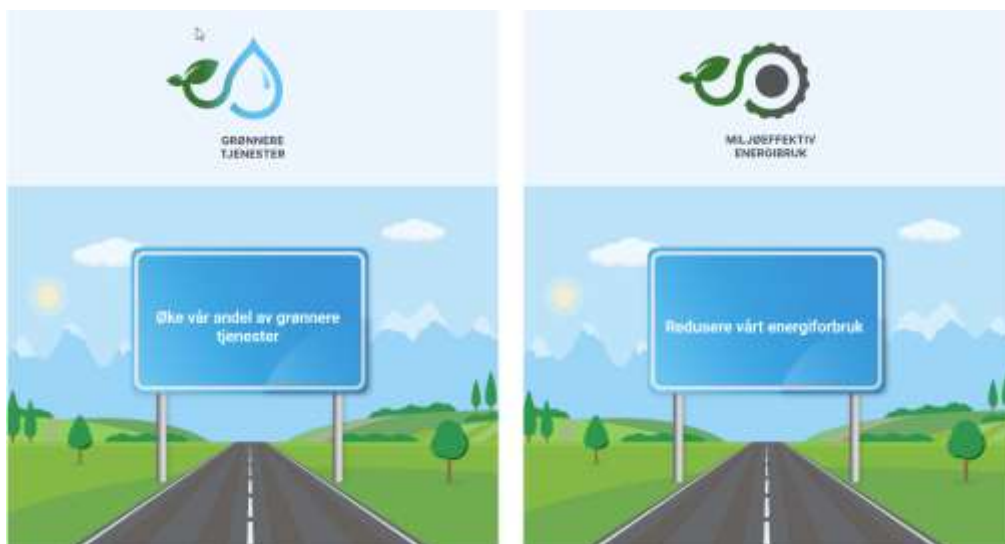 GRØNNERE
TJENESTER
Øke vår andel av grønnere
tjenester
MILJØEFFEKTIV
ENERGIBRUK
Redusere vårt energiforbruk